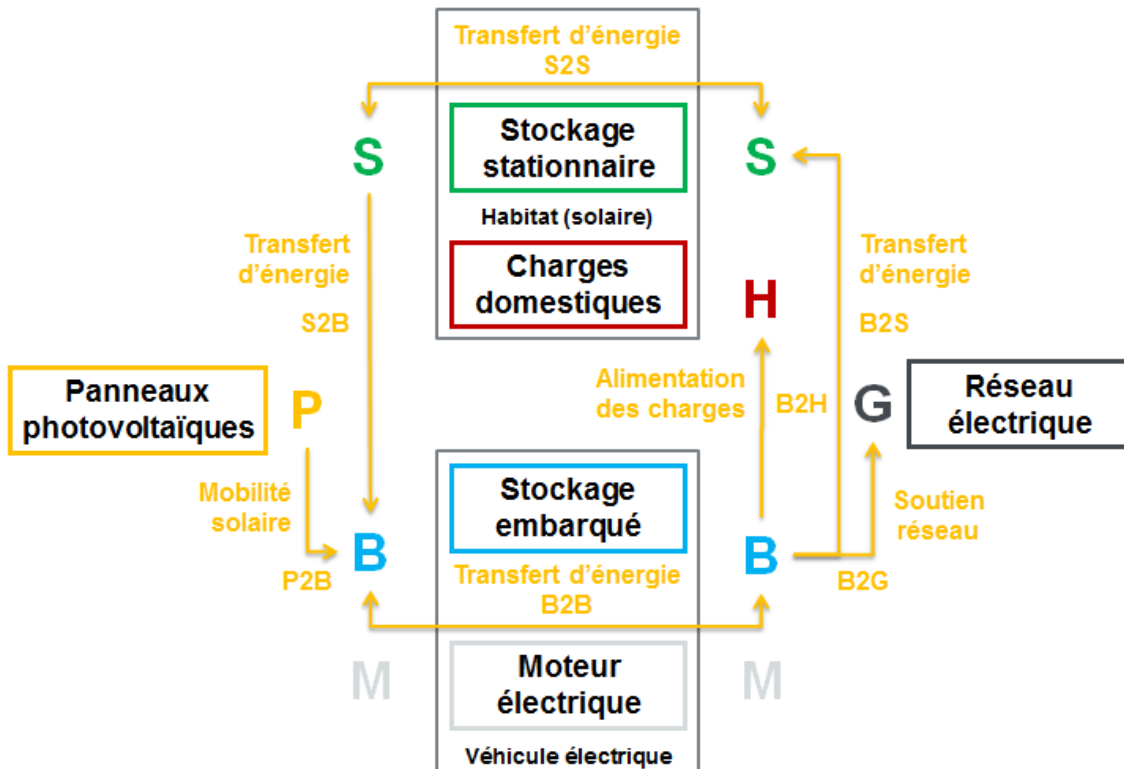 Transfert d'énergie
S2S
S
Stockage
stationnaire
S
Habitat (solaire)
Transfert
d'énergie
S2B
Charges
domestiques
H
Transfert
d'énergie
B2S
Panneaux
photovoltaïques
P
Alimentation
des charges
B2H
G
Réseau
électrique
Mobilité
solaire
P2B
B
Stockage
embarqué
B
Soutien
réseau
B2G
Transfert d'énergie
B2B
M
Moteur
électrique
M
Véhicule électrique